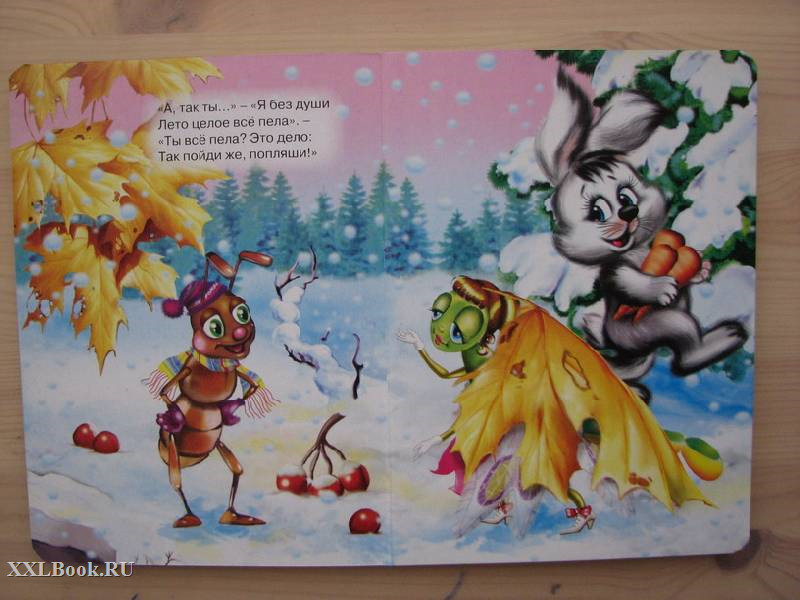 «А, так ты...» – «Я без души
Лето целое всё пела». –
«Ты всё пела? Это дело:
Так пойди же, попляши!»
XXLBook.RU